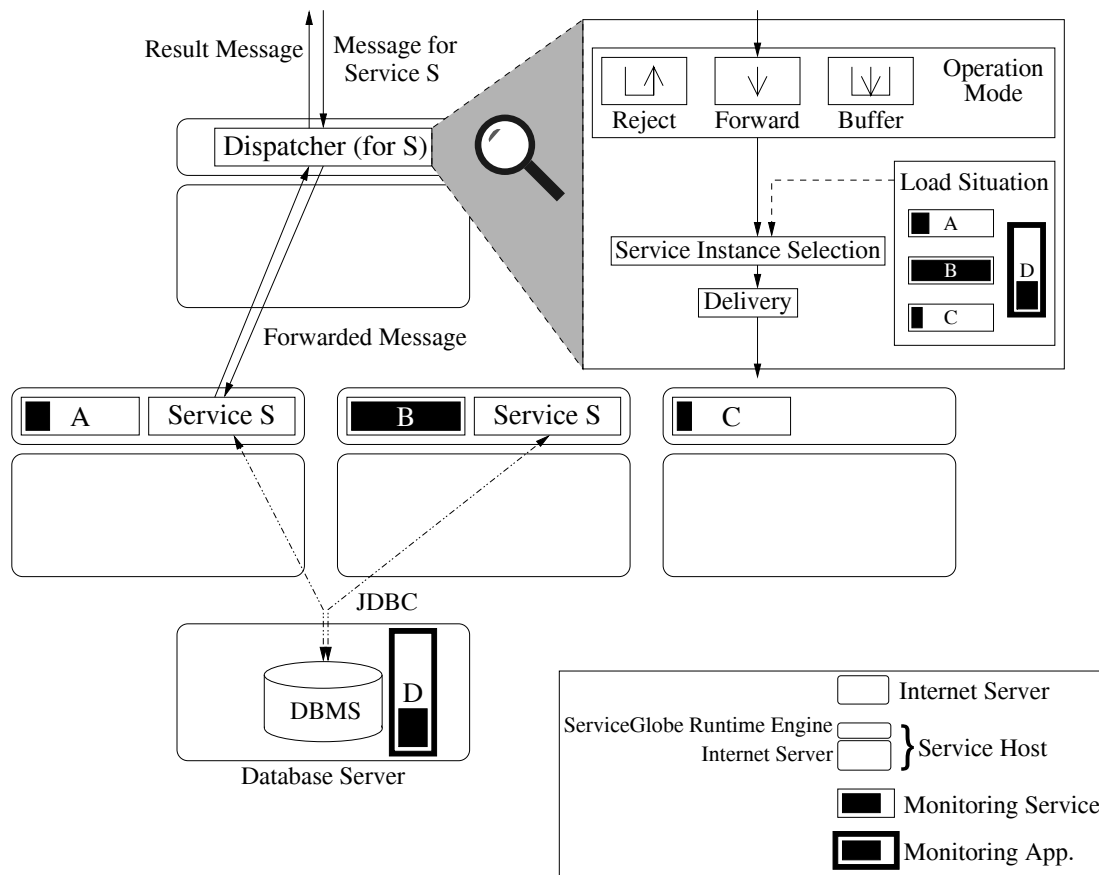 Result Message
Message for
Service S
Dispatcher (for S)
Operation
Mode
Reject
Forward
Buffer
Load Situation
A
B
C
D
Service Instance Selection
Delivery
Forwarded Message
A
Service S
B
Service S
C
JDBC
DBMS
D
Database Server
Internet Server
ServiceGlobe Runtime Engine
Internet Server
Service Host
Monitoring Service
Monitoring App.